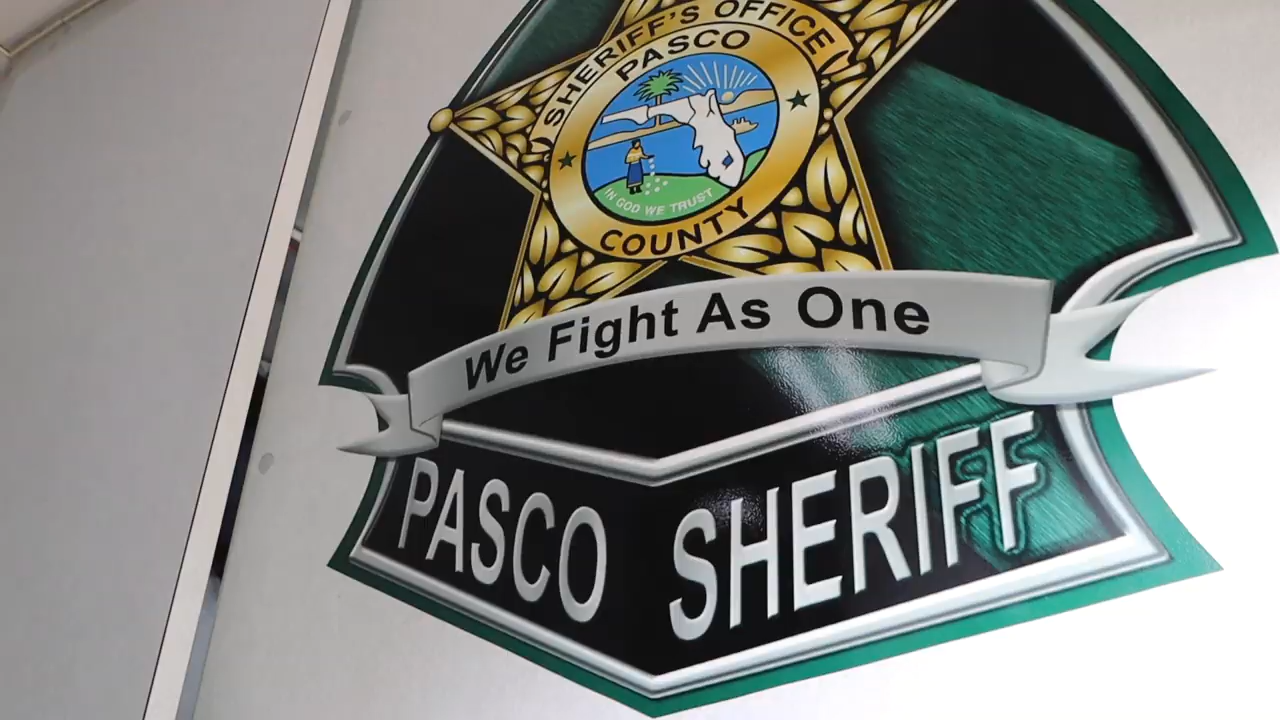 SHERIFF'S OFFICE
PASCO
IN GOD WE TRUST
COUNTY
We Fight As One
PASCO SHERIFF